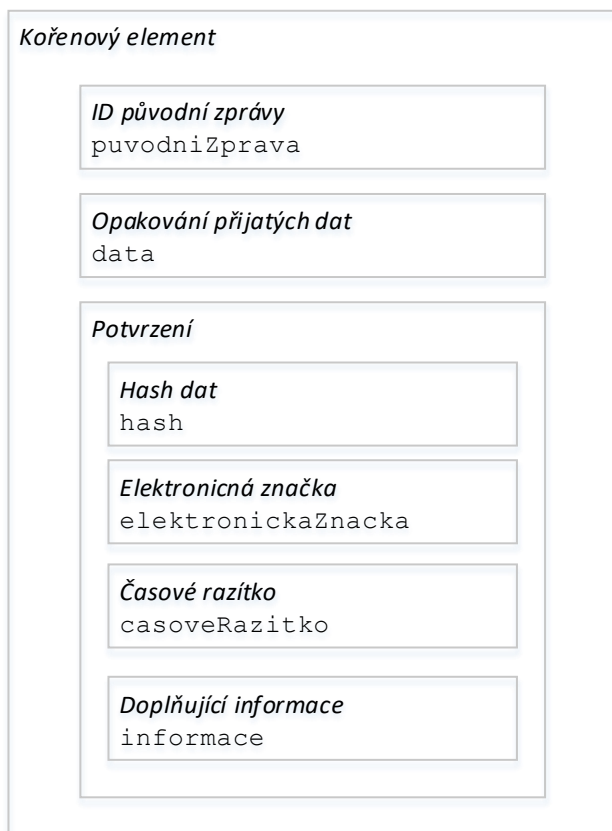 Kořenový element
ID původní zprávy
puvodniZprava
Opakování přijatých dat
data
Potvrzení
Hash dat
hash
Elektronicná značka
elektronickaZnacka
Časové razítko
casoveRazitko
Doplňující informace
informace